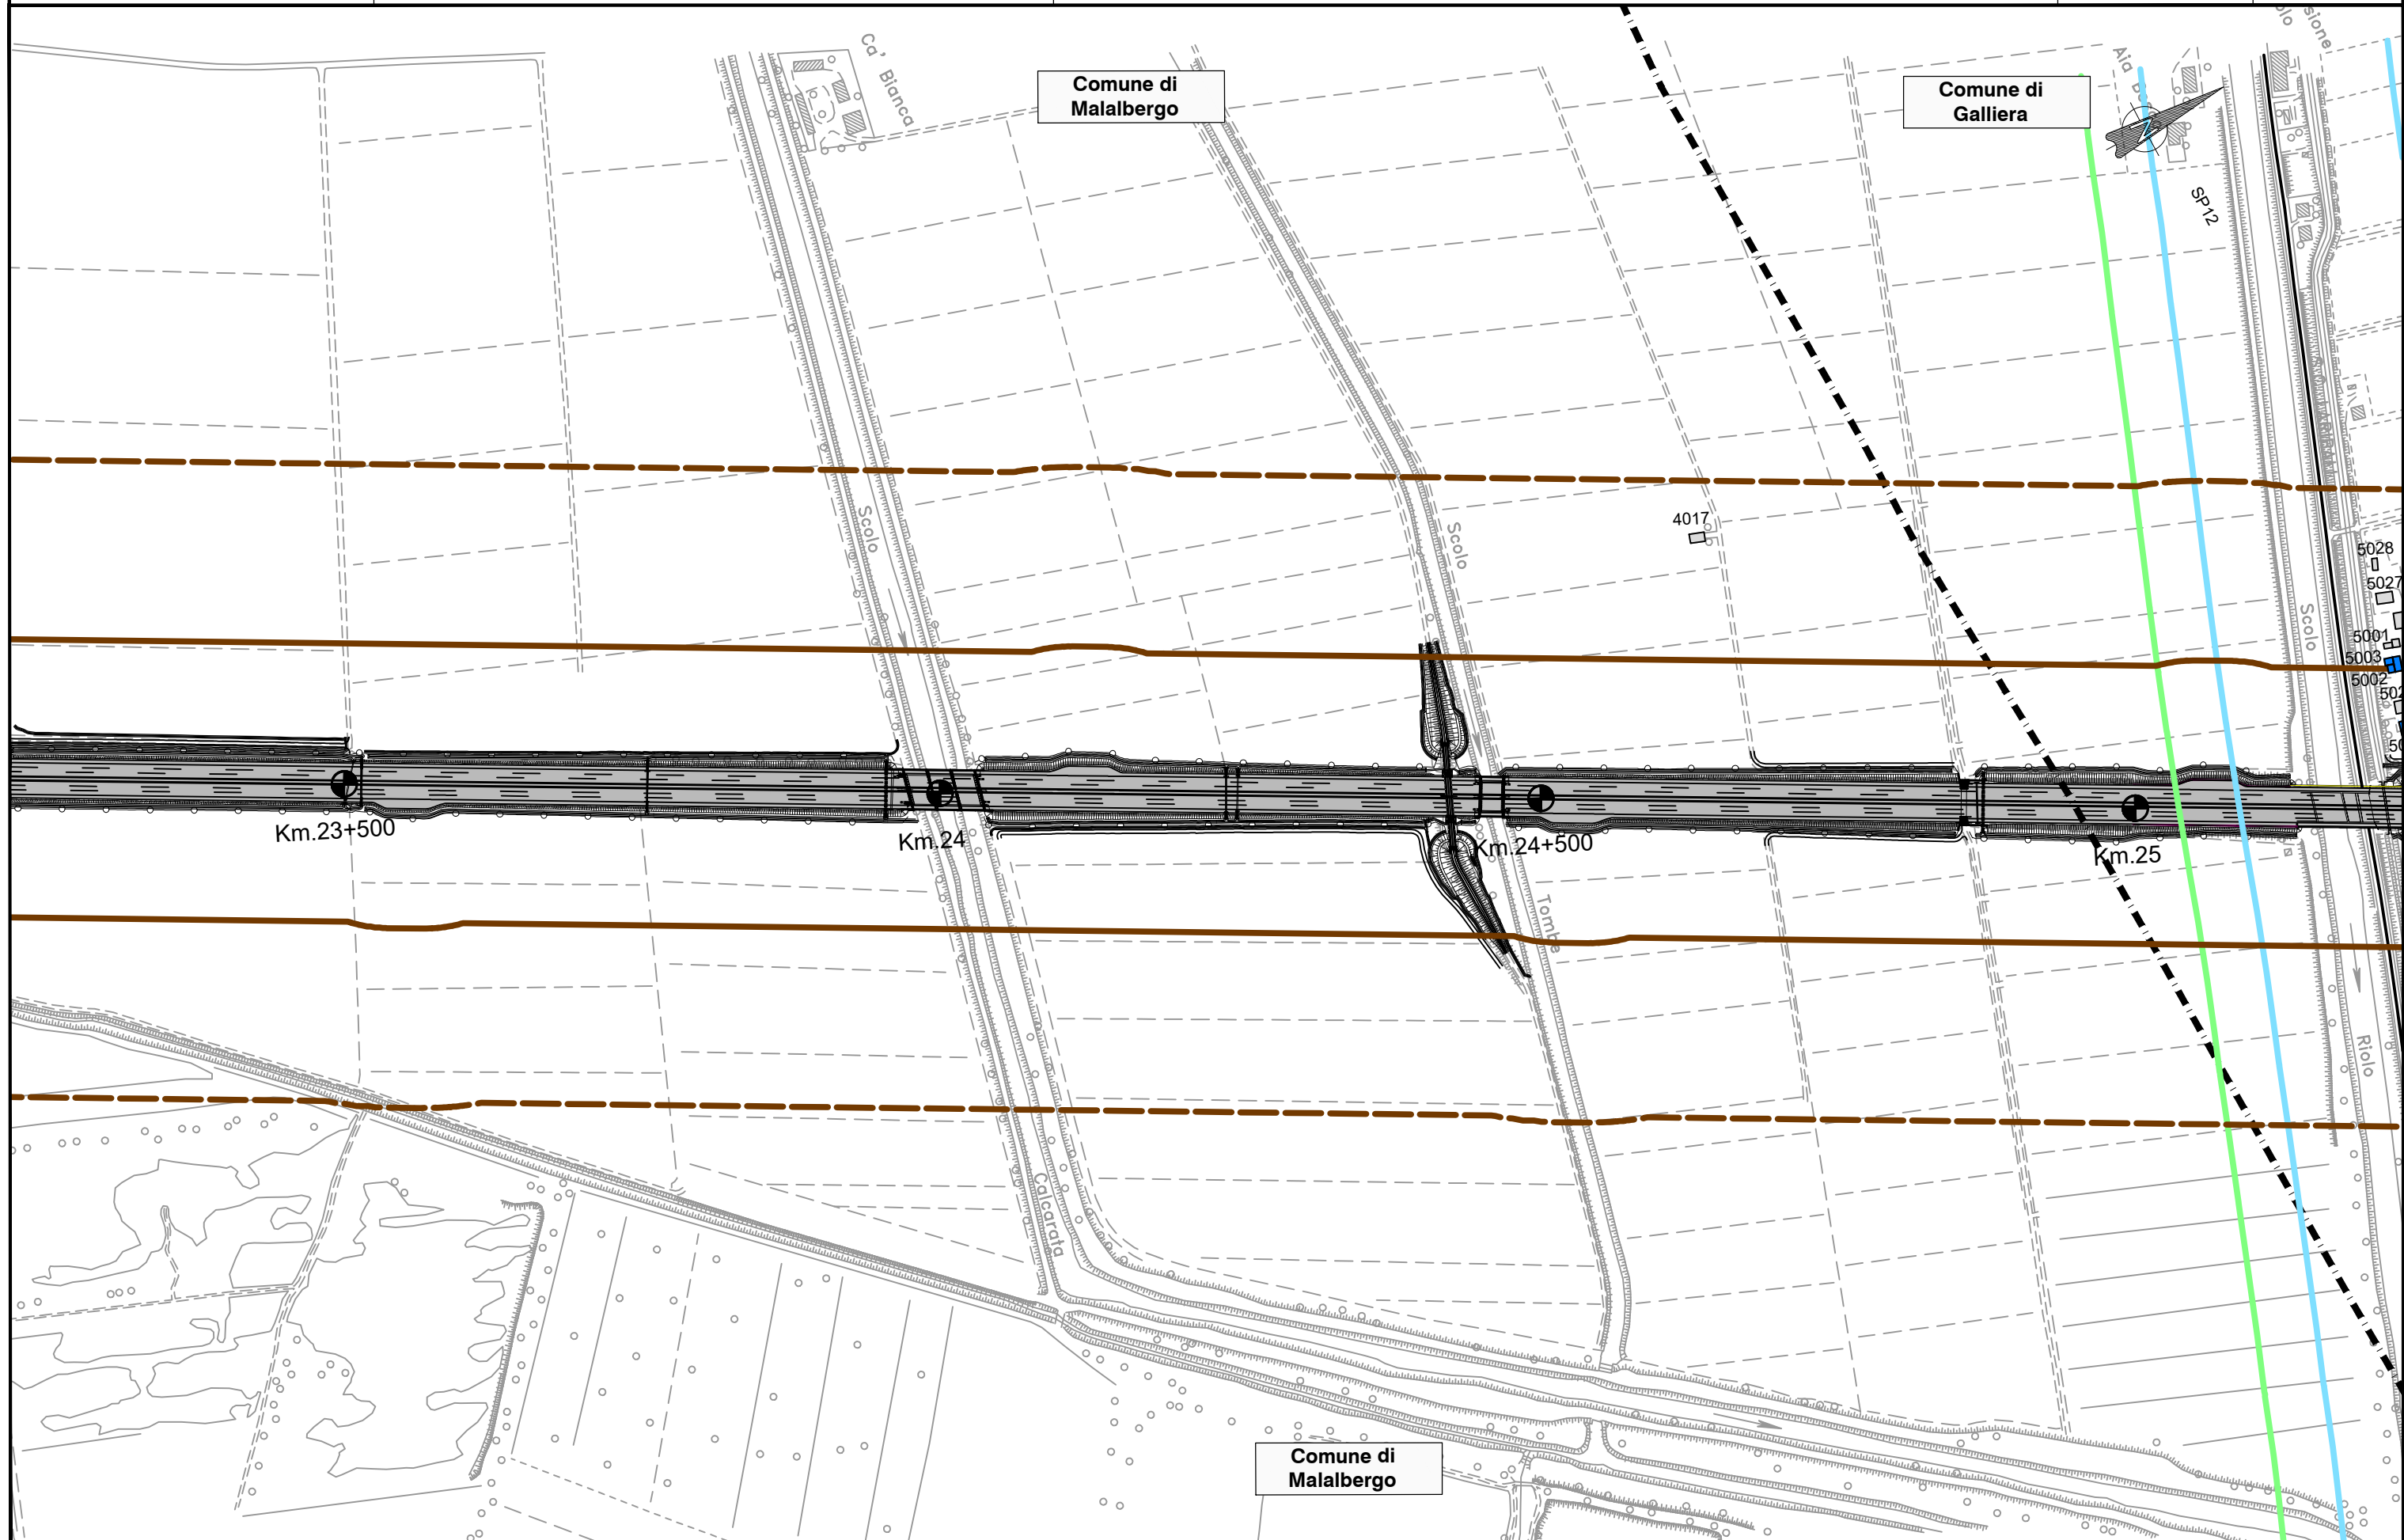 Ca' Bianca
Comune di
Malalbergo
Comune di
Galliera
Aia
SP12
Scolo
Scolo
4017
5028
5027
Scolo
5001
5003
5002
Km.23+500
Km.24
Km.24+500
Km.25
Tombe
Riolo
Calcarata
Comune di
Malalbergo